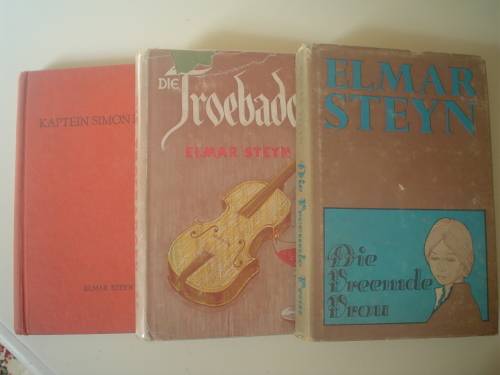 KAPTEIN SIMON
ELMAR STEYN
DIE
Troebado
ELMAR STEYN
Die Vreemde Vrou
ELMAR
STEYN
Die
Vreemde
Vrou